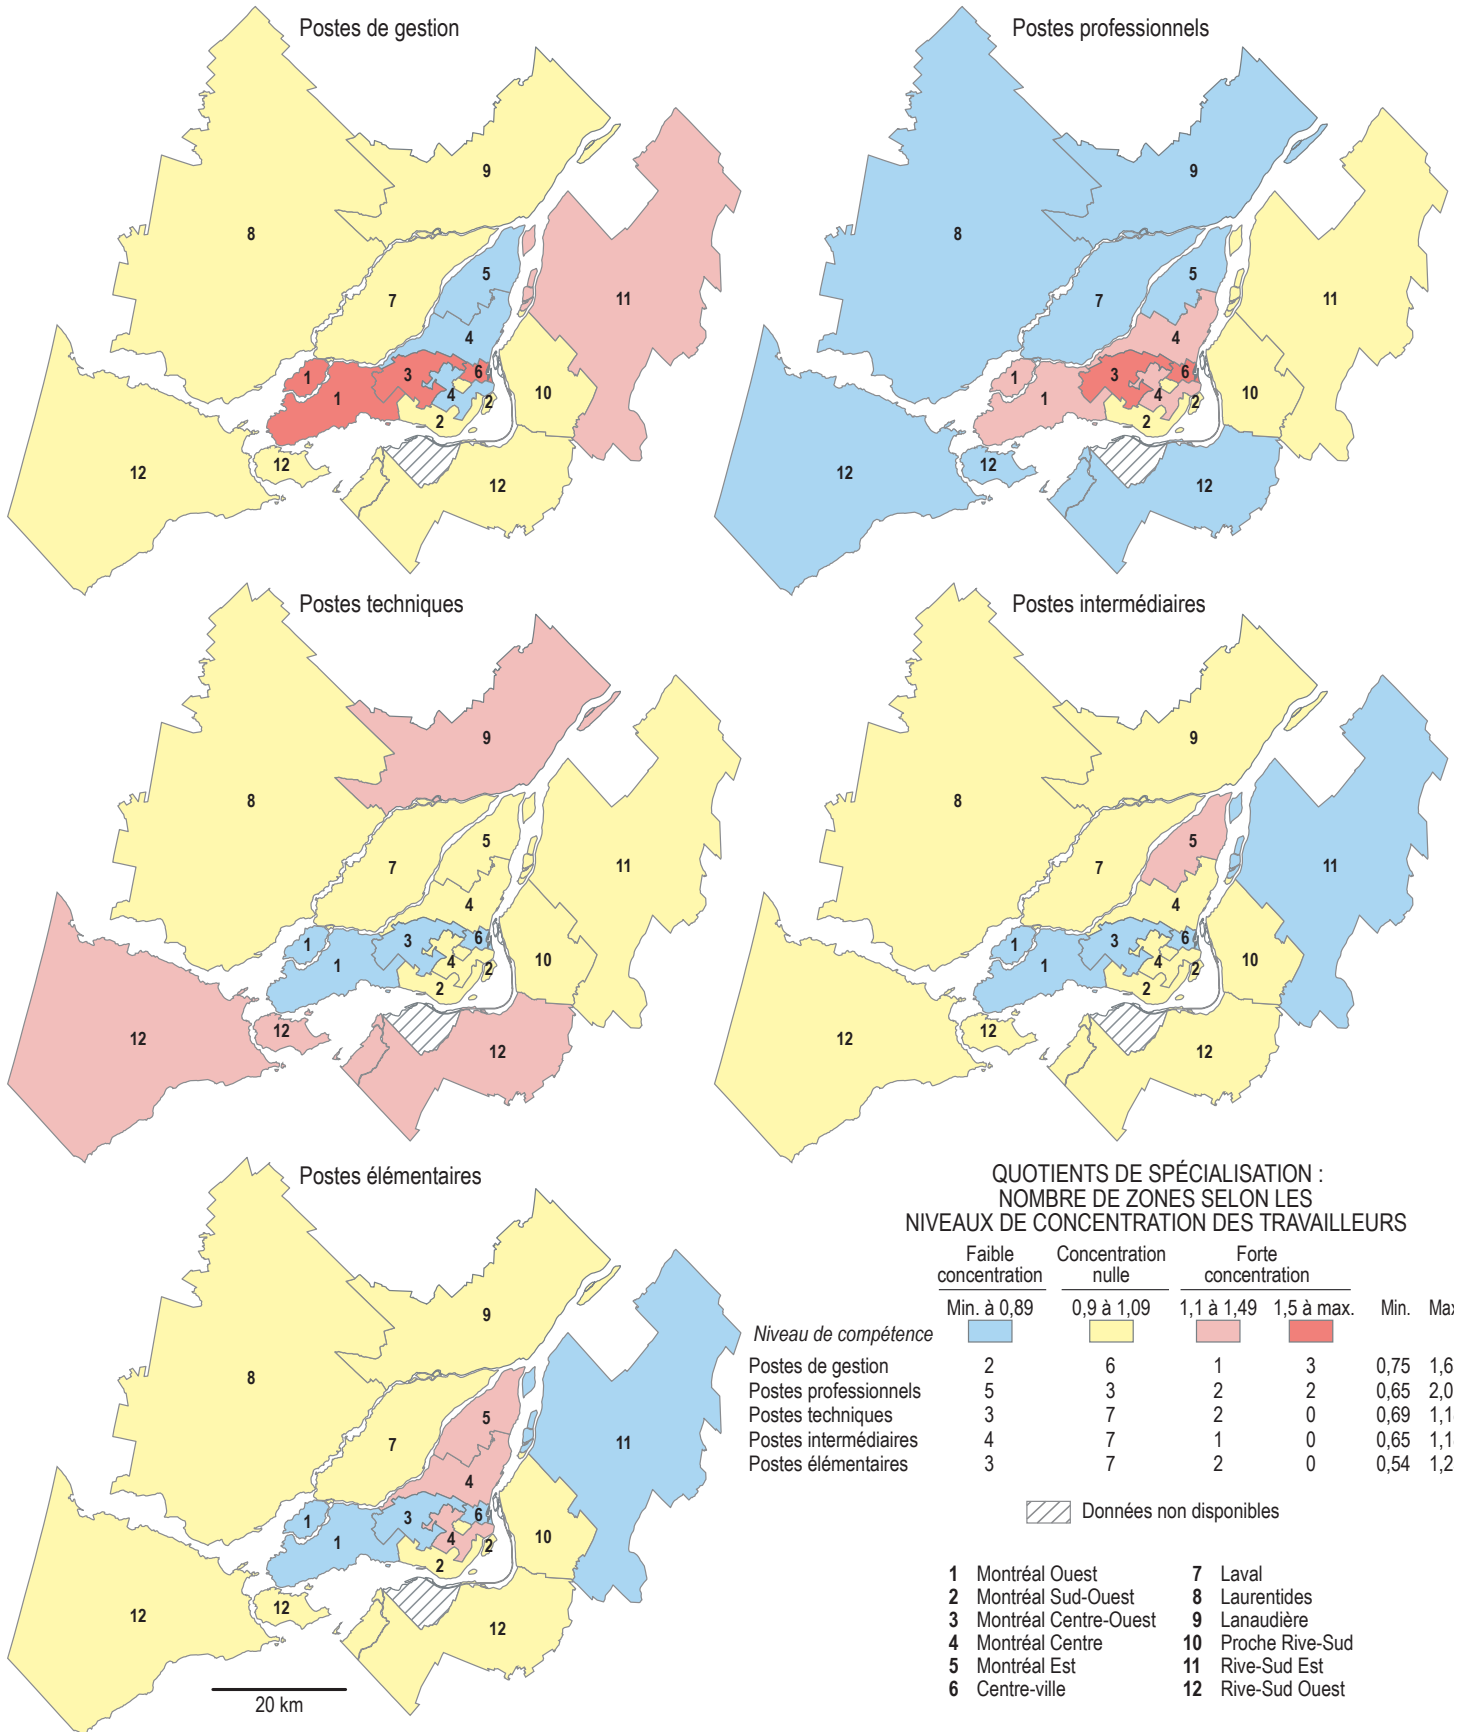 Postes de gestion
8
9
11
5
7
4
1
3
6
1
4
2
2
10
12
12
12
Postes professionnels
8
9
11
5
7
4
1
3
6
1
4
2
2
10
12
12
12
Postes techniques
8
9
11
5
7
4
1
3
6
1
4
2
2
10
12
12
12
Postes intermédiaires
8
9
11
5
7
4
1
3
6
1
4
2
2
10
12
12
12
Postes élémentaires
8
9
11
5
7
4
1
3
6
1
4
2
2
10
12
12
12
20 km
QUOTIENTS DE SPÉCIALISATION :
NOMBRE DE ZONES SELON LES
NIVEAUX DE CONCENTRATION DES TRAVAILLEURS
Faible concentration Concentration nulle Forte concentration
Min. à 0,89 0,9 à 1,09 1,1 à 1,49 1,5 à max. Min.
Niveau de compétence
Postes de gestion 2 6 1 3 0,75 1,6
Postes professionnels 5 3 2 2 0,65 2,0
Postes techniques 3 7 2 0 0,69 1,1
Postes intermédiaires 4 7 1 0 0,65 1,1
Postes élémentaires 3 7 2 0 0,54 1,2
Données non disponibles
1 Montréal Ouest
2 Montréal Sud-Ouest
3 Montréal Centre-Ouest
4 Montréal Centre
5 Montréal Est
6 Centre-ville
7 Laval
8 Laurentides
9 Lanaudière
10 Proche Rive-Sud
11 Rive-Sud Est
12 Rive-Sud Ouest